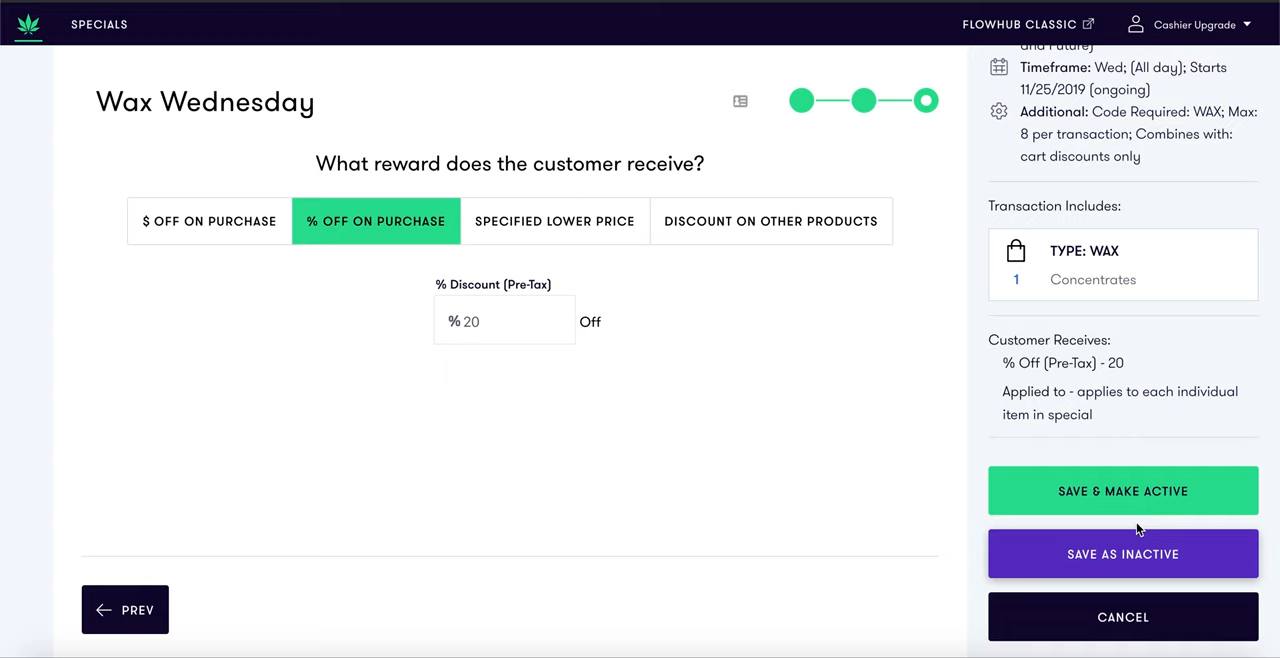 SPECIALS
FLOWHUB CLASSIC
Cashier Upgrade
Wax Wednesday
What reward does the customer receive?
$ OFF ON PURCHASE
% OFF ON PURCHASE
SPECIFIED LOWER PRICE
DISCOUNT ON OTHER PRODUCTS
% Discount (Pre-Tax)
% 20
Off
PREV
and Future)
Timeframe: Wed; (All day); Starts
11/25/2019 (ongoing)
Additional: Code Required: WAX; Max:
8 per transaction; Combines with:
cart discounts only
Transaction Includes:
TYPE: WAX
1 Concentrates
Customer Receives:
% Off (Pre-Tax) - 20
Applied to - applies to each individual
item in special
SAVE & MAKE ACTIVE
SAVE AS INACTIVE
CANCEL